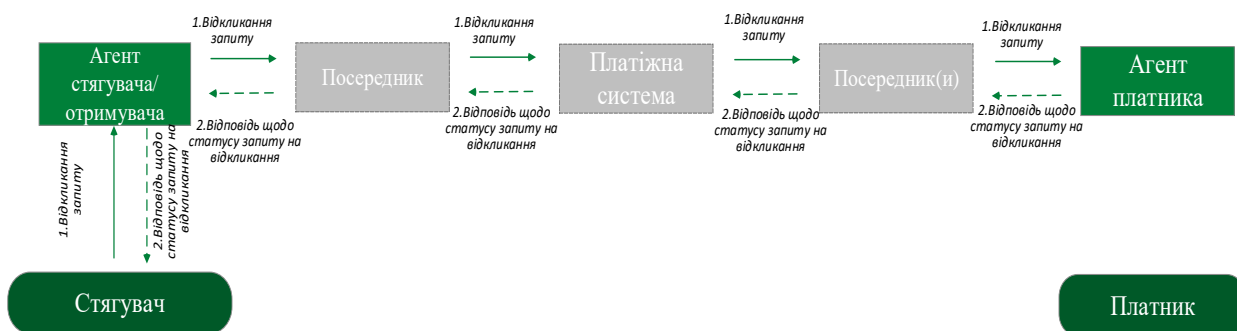 1.Відкликання
запиту
1.Відкликання
запиту
1.Відкликання
запиту
1.Відкликання
запиту
Агент
стягувача/
отримувача
Посередник
Платіжна
система
Посередник(и)
Агент
платника
2.Відповідь щодо
статусу запиту на
відкликання
2.Відповідь щодо
статусу запиту на
відкликання
2.Відповідь щодо
статусу запиту на
відкликання
2.Відповідь щодо
статусу запиту на
відкликання
1.Відкликання
запиту
2.Відповідь щодо
статусу запиту на
відкликання
Стягувач
Платник